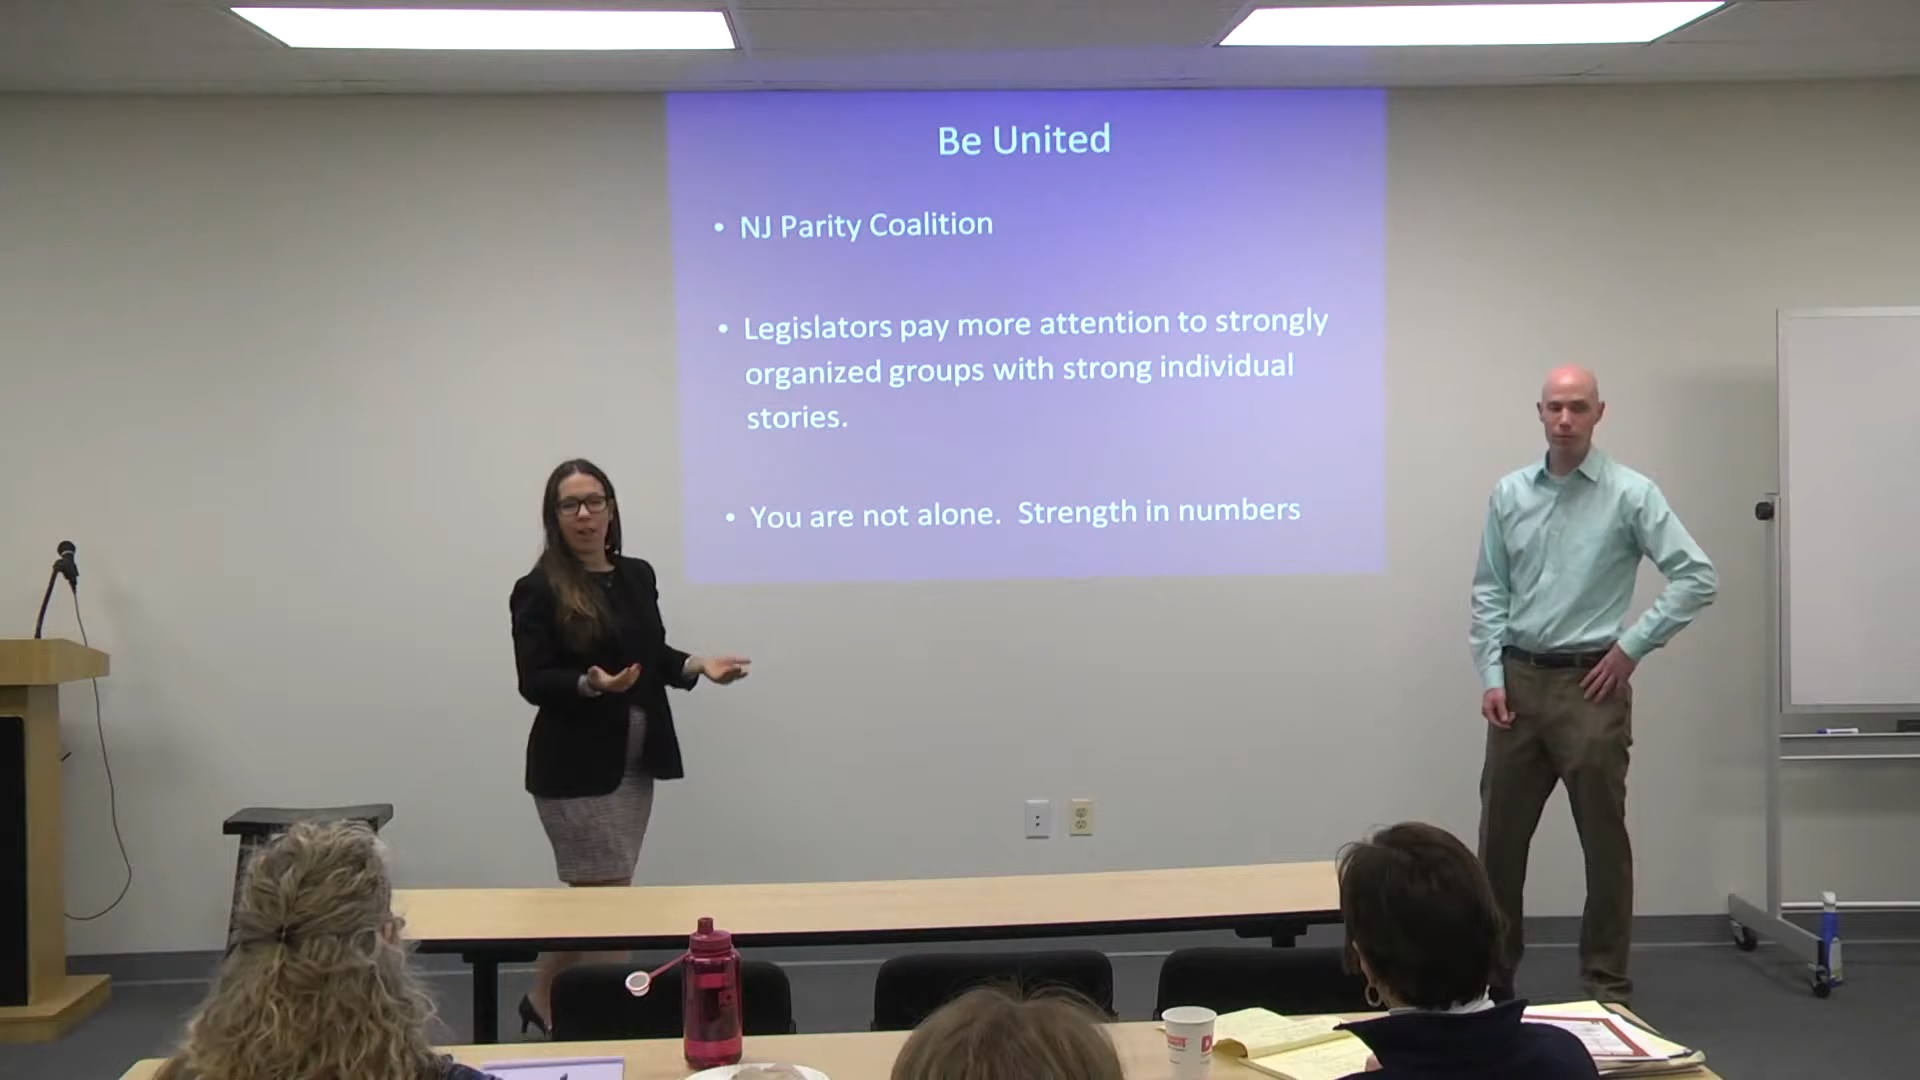 Be United
• NJ Parity Coalition
• Legislators pay more attention to strongly
organized groups with strong individual
stories.
• You are not alone. Strength in numbers